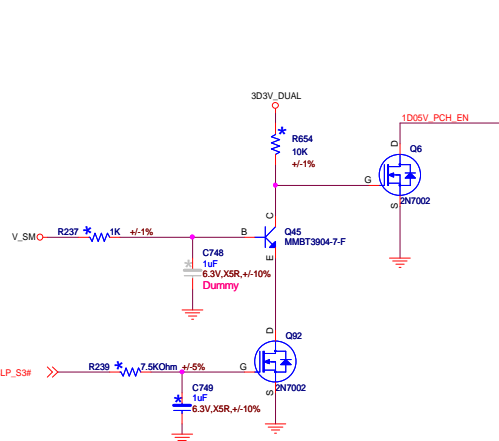 3D3V_DUAL
R654
10K
+/-1%
1D05V_PCH_EN
D
Q6
G
S
2N7002
C
V_SM
R237
1K
+/-1%
B
Q45
MMBT3904-7-F
E
C748
1uF
6.3V,X5R,+/-10%
Dummy
D
Q92
LP_S3#
R239
7.5KOhm
+/-5%
G
S
2N7002
C749
1uF
6.3V,X5R,+/-10%